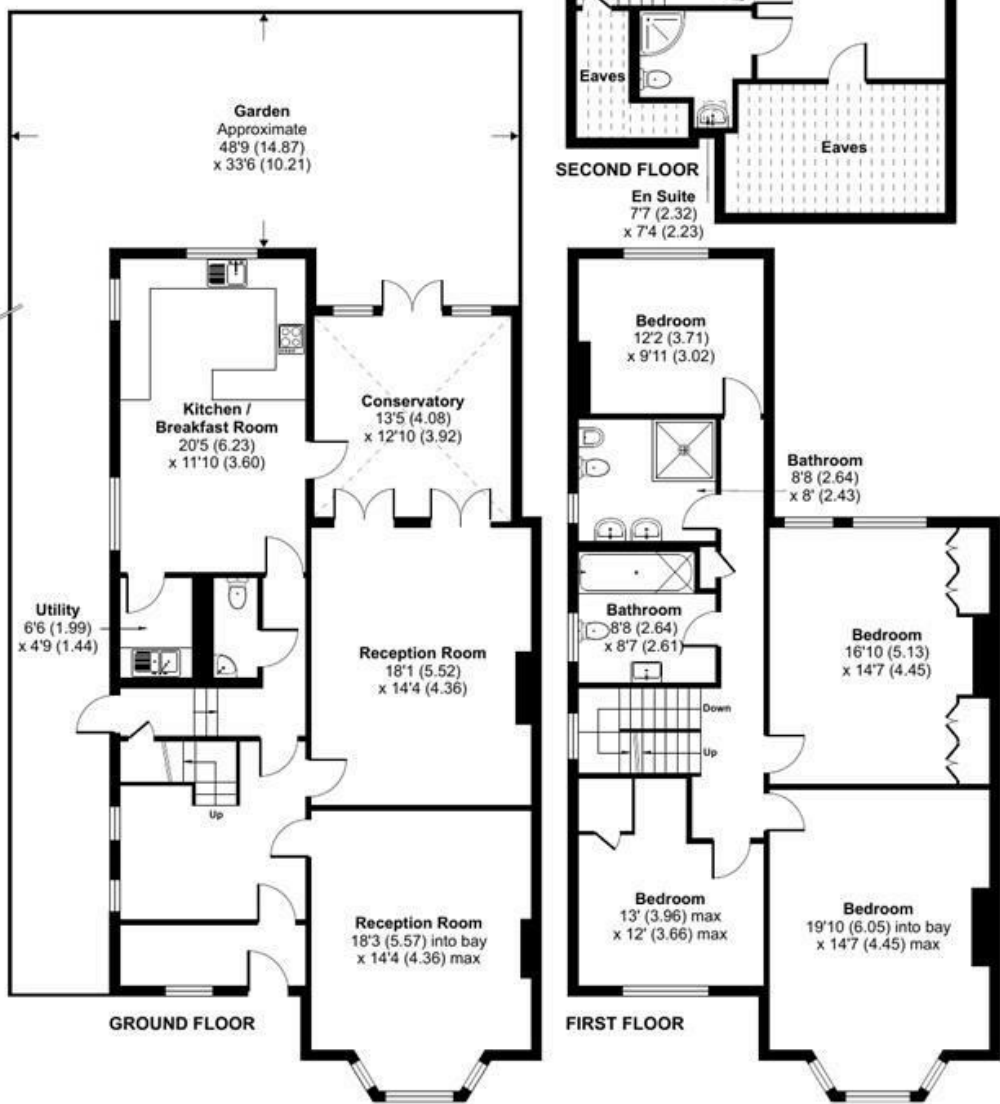 Garden
Approximate
48'9 (14.87)
x 33'6 (10.21)
Eaves
Eaves
SECOND FLOOR
En Suite
7'7 (2.32)
x 7'4 (2.23)
Kitchen /
Breakfast Room
20'5 (6.23)
x 11'10 (3.60)
Conservatory
13'5 (4.08)
x 12'10 (3.92)
Utility
6'6 (1.99)
x 4'9 (1.44)
Reception Room
18'1 (5.52)
x 14'4 (4.36)
Up
Reception Room
18'3 (5.57) into bay
x 14'4 (4.36) max
GROUND FLOOR
Bedroom
12'2 (3.71)
x 9'11 (3.02)
Bathroom
8'8 (2.64)
x 8' (2.43)
Bathroom
8'8 (2.64)
x 8'7 (2.61)
Bedroom
16'10 (5.13)
x 14'7 (4.45)
Down
Up
Bedroom
13' (3.96) max
x 12' (3.66) max
Bedroom
19'10 (6.05) into bay
x 14'7 (4.45) max
FIRST FLOOR